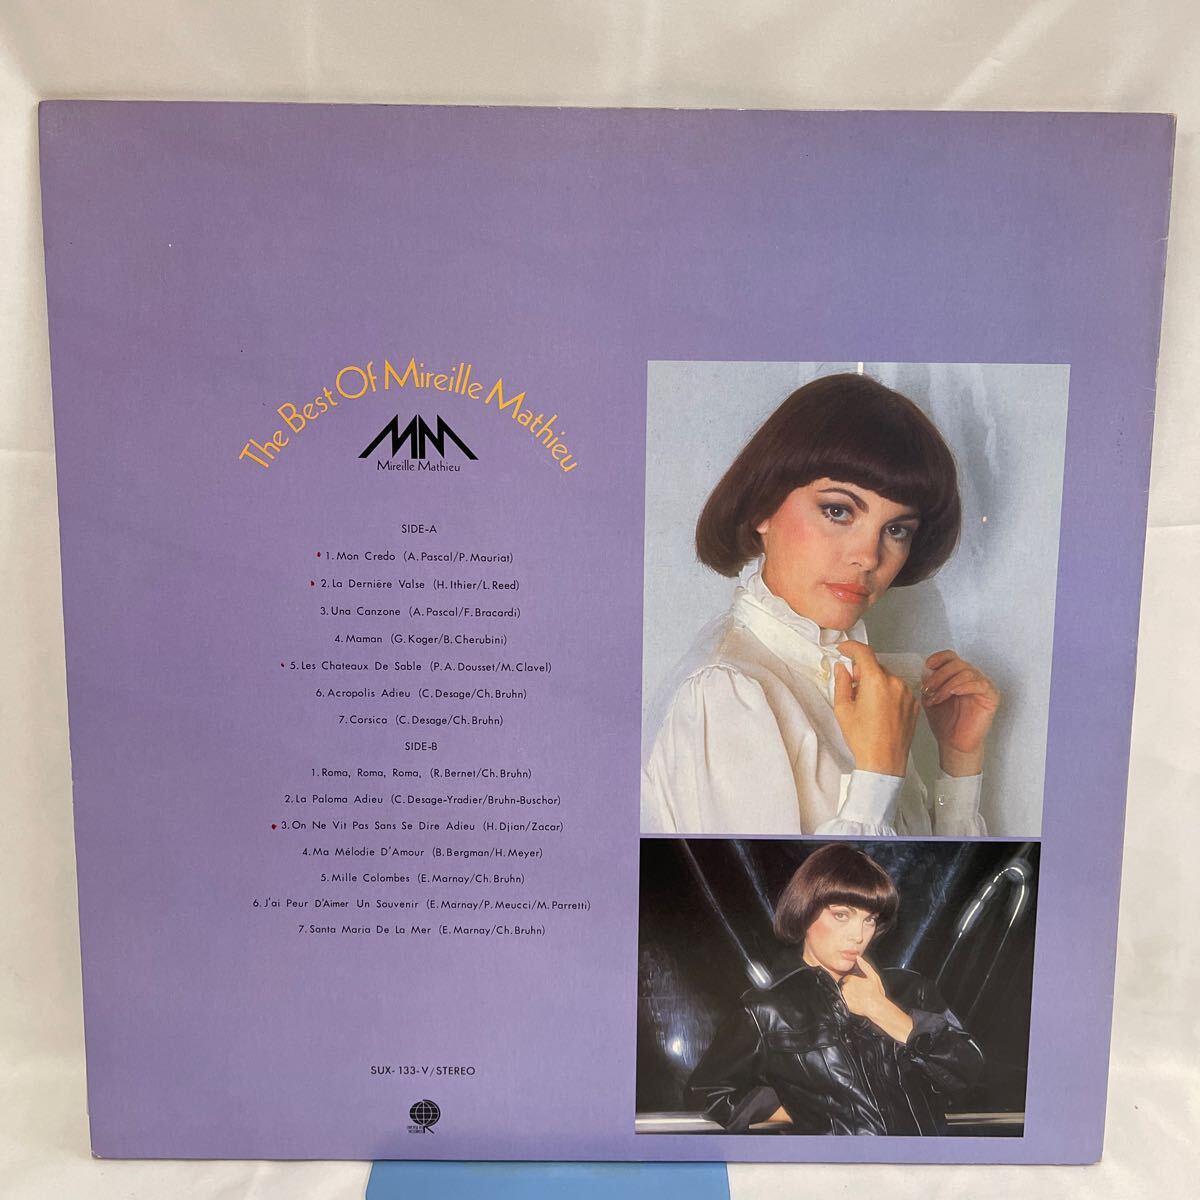 The Best Of Mireille Mathieu
MM
Mireille Mathieu
SIDE-A
1. Mon Credo (A. Pascal/P. Mauriat)
2. La Dernière Valse (H. Ithier/L. Reed)
3. Una Canzone (A. Pascal/F. Bracardi)
4. Maman (G. Koger/B. Cherubini)
5. Les Chateaux De Sable (P. A. Dousset/M. Clavel)
6. Acropolis Adieu (C. Desage/Ch. Bruhn)
7. Corsica (C. Desage/Ch. Bruhn)
SIDE-B
1. Roma, Roma, Roma, (R. Bernet/Ch. Bruhn)
2. La Paloma Adieu (C. Desage-Yradier/Bruhn-Buschor)
3. On Ne Vit Pas Sans Se Dire Adieu (H. Djian/Zacar)
4. Ma Mélodie D'Amour (B. Bergman/H. Meyer)
5. Mille Colombes (E. Marnay/Ch. Bruhn)
6. J'ai Peur D'Aimer Un Souvenir (E. Marnay/P. Meucci/M. Parretti)
7. Santa Maria De La Mer (E. Marnay/Ch. Bruhn)
SUX-133-V/STEREO